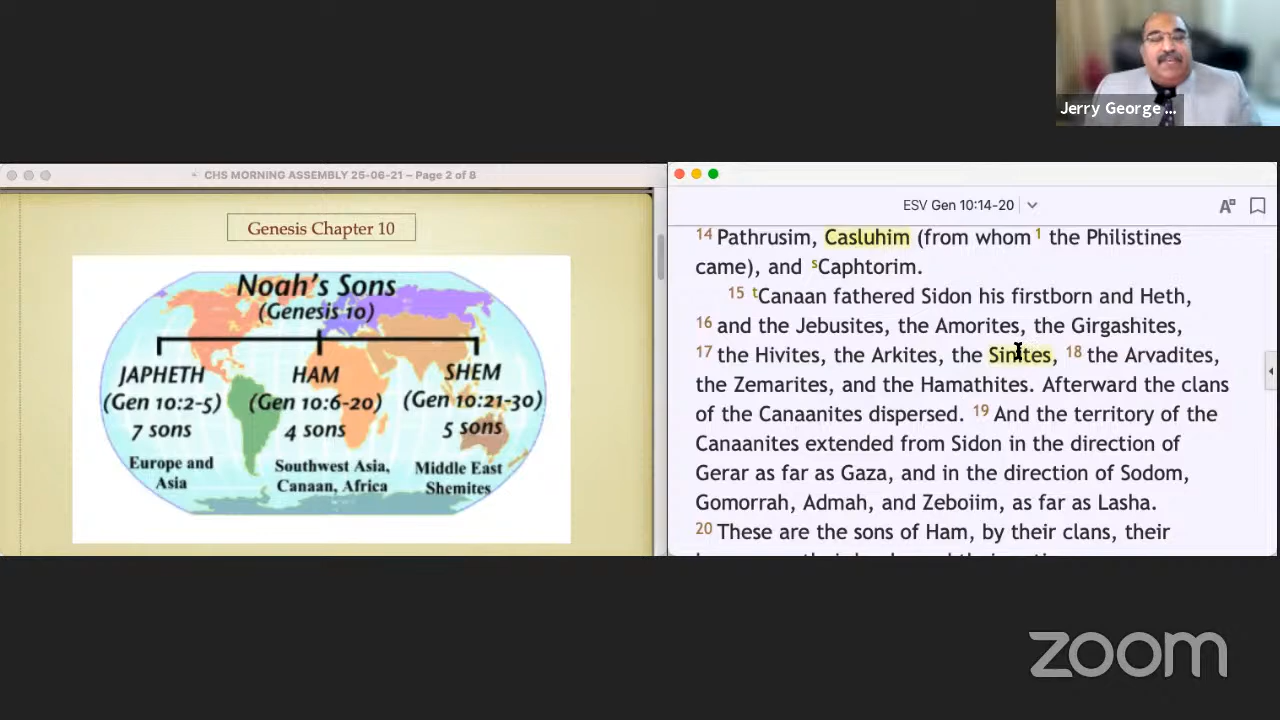 Jerry George ...
CHS MORNING ASSEMBLY 25-06-21 – Page 2 of 8
Genesis Chapter 10
Noah's Sons
(Genesis 10)
JAPHETH
(Gen 10:2-5)
7 sons
Europe and
Asia
HAM
(Gen 10:6-20)
4 sons
Southwest Asia,
Canaan, Africa
SHEM
(Gen 10:21-30)
5 sons
Middle East
Shemites
ESV Gen 10:14-20
14 Pathrusim, Casluhim (from whom 1 the Philistines
came), and sCaphtorim.
15 tCanaan fathered Sidon his firstborn and Heth,
16 and the Jebusites, the Amorites, the Girgashites,
17 the Hivites, the Arkites, the Sinites, 18 the Arvadites,
the Zemarites, and the Hamathites. Afterward the clans
of the Canaanites dispersed. 19 And the territory of the
Canaanites extended from Sidon in the direction of
Gerar as far as Gaza, and in the direction of Sodom,
Gomorrah, Admah, and Zeboiim, as far as Lasha.
20 These are the sons of Ham, by their clans, their
zoom